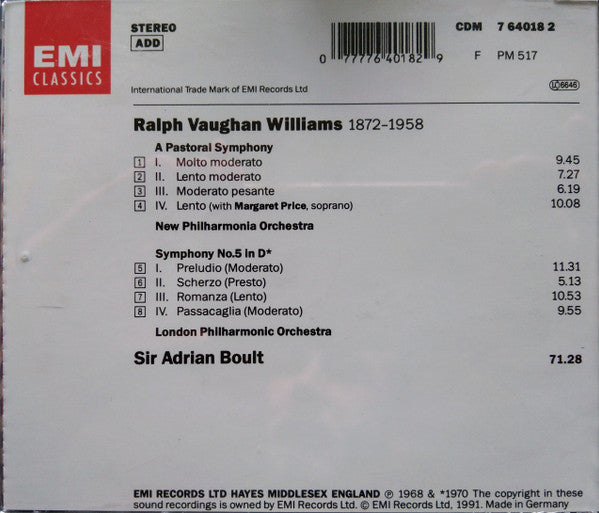 EMI
CLASSICS
STEREO
ADD
0 77776 40182 9
CDM 7 64018 2
F PM 517
International Trade Mark of EMI Records Ltd
LC 6646
Ralph Vaughan Williams 1872–1958
A Pastoral Symphony
1 I. Molto moderato 9.45
2 II. Lento moderato 7.27
3 III. Moderato pesante 6.19
4 IV. Lento (with Margaret Price, soprano) 10.08
New Philharmonia Orchestra
Symphony No.5 in D*
5 I. Preludio (Moderato) 11.31
6 II. Scherzo (Presto) 5.13
7 III. Romanza (Lento) 10.53
8 IV. Passacaglia (Moderato) 9.55
London Philharmonic Orchestra
Sir Adrian Boult 71.28
EMI RECORDS LTD HAYES MIDDLESEX ENGLAND ℗ 1968 & *1970 The copyright in these
sound recordings is owned by EMI Records Ltd. © EMI Records Ltd, 1991. Made in Germany